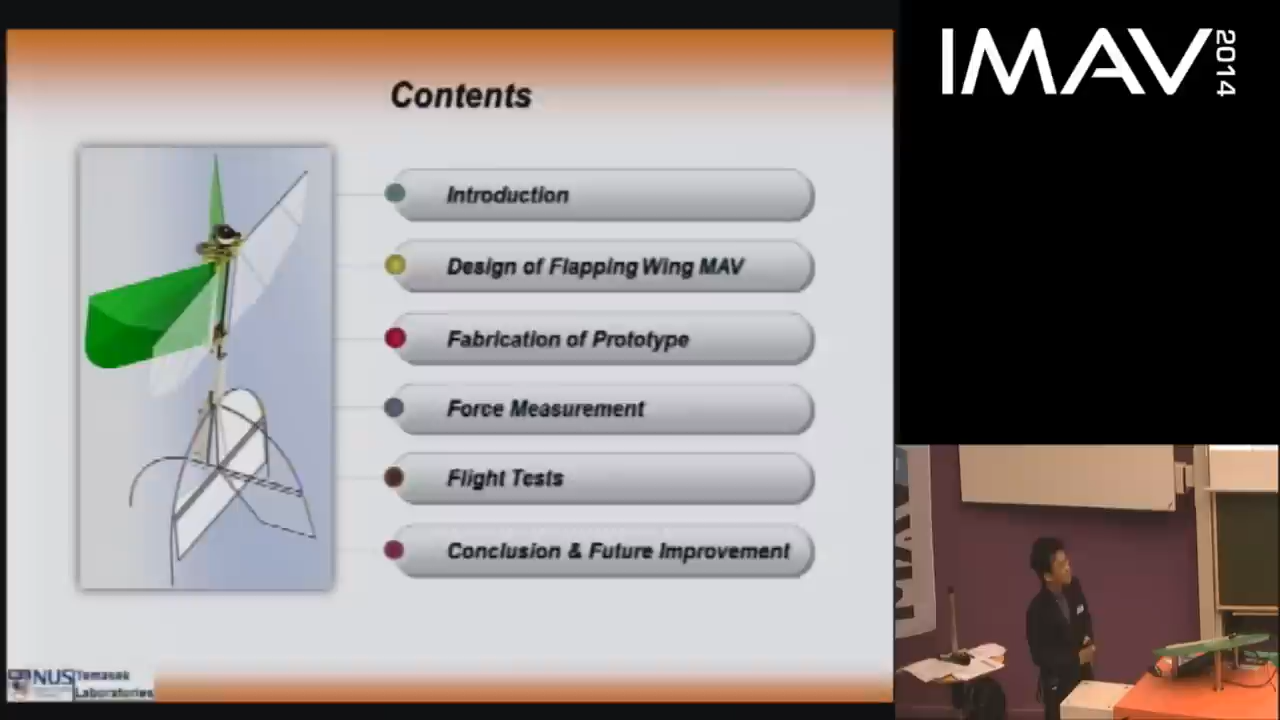 Contents
Introduction
Design of Flapping Wing MAV
Fabrication of Prototype
Force Measurement
Flight Tests
Conclusion & Future Improvement
NUS
Temasek
Laboratories
IMAV
2014